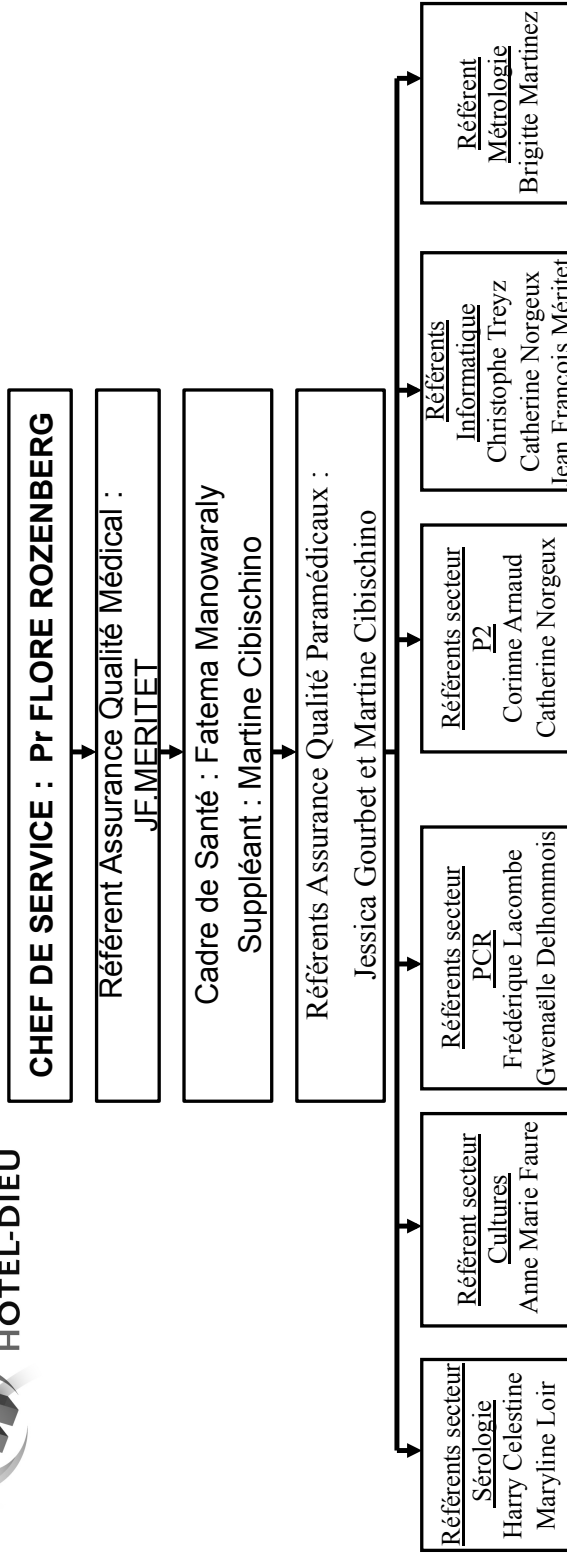 HOTEL-DIEU
CHEF DE SERVICE : Pr FLORE ROZENBERG
Référent Assurance Qualité Médical :
JF.MERITET
Cadre de Santé : Fatema Manowaraly
Suppléant : Martine Cibischino
Référents Assurance Qualité Paramédicaux :
Jessica Gourbet et Martine Cibischino
Référents secteur
Sérologie
Harry Celestine
Maryline Loir
Référent secteur
Cultures
Anne Marie Faure
Référents secteur
PCR
Frédérique Lacombe
Gwenaëlle Delhommois
Référents secteur
P2
Corinne Arnaud
Catherine Norgeux
Référents
Informatique
Christophe Treyz
Catherine Norgeux
Jean François Méritet
Référent
Métrologie
Brigitte Martinez